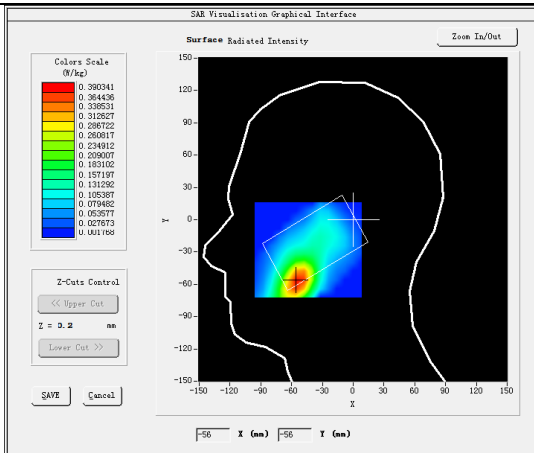 SAR Visualisation Graphical Interface
Surface Radiated Intensity
Zoom In/Out
Colors Scale
(W/kg)
0.390341
0.364436
0.338531
0.312627
0.286722
0.260817
0.234912
0.209007
0.183102
0.157197
0.131292
0.105387
0.079482
0.053577
0.027673
0.001768
150
120
90
60
30
0
-30
-60
-90
-120
-150
Y
-150 -120 -90 -60 -30 0 30 60 90 120 150
X
Z-Cuts Control
<< Upper Cut
Z = 0.2 mm
Lower Cut >>
SAVE Cancel
-56 X (mm) -56 Y (mm)